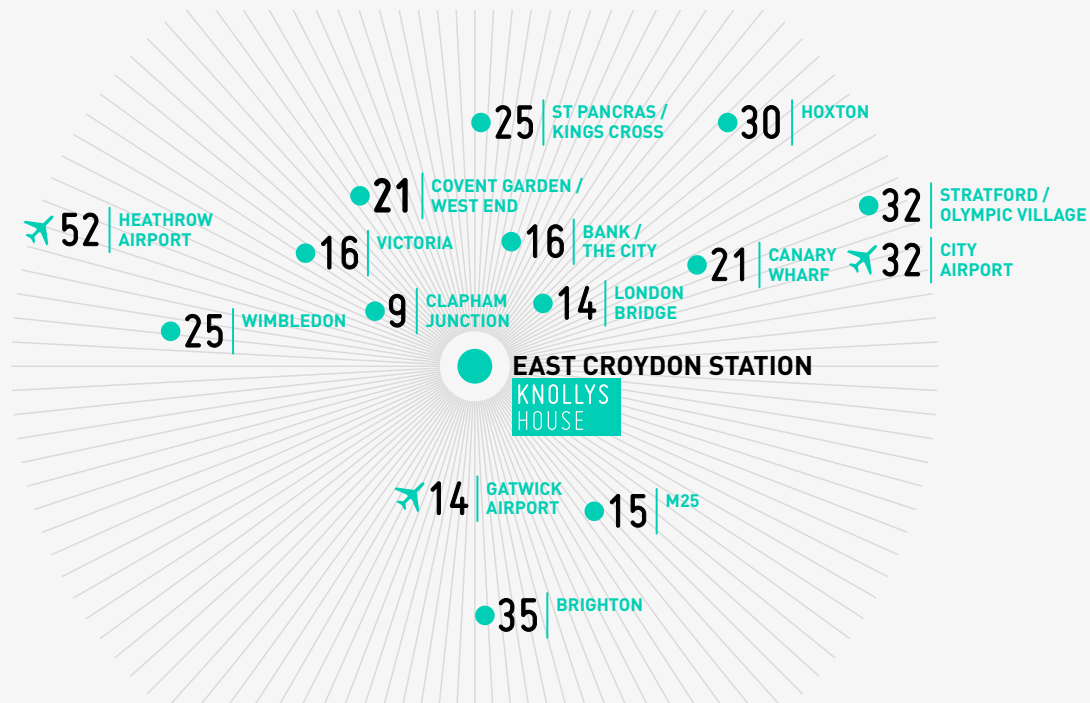 25 ST PANCRAS /
KINGS CROSS
30 HOXTON
21 COVENT GARDEN /
WEST END
32 STRATFORD /
OLYMPIC VILLAGE
52 HEATHROW
AIRPORT
16 VICTORIA
16 BANK /
THE CITY
21 CANARY
WHARF
32 CITY
AIRPORT
9 CLAPHAM
JUNCTION
14 LONDON
BRIDGE
25 WIMBLEDON
EAST CROYDON STATION
KNOLLYS
HOUSE
14 GATWICK
AIRPORT
15 M25
35 BRIGHTON